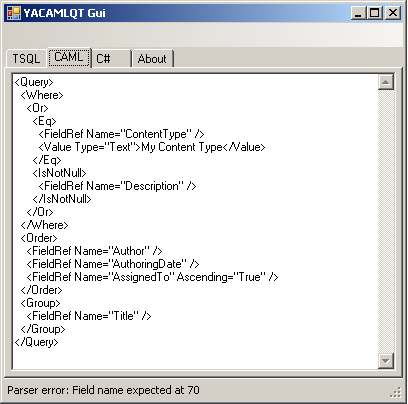 YACAMLQT Gui
TSQL CAML C# About
<Query>
<Where>
<Or>
<Eq>
<FieldRef Name="ContentType" />
<Value Type="Text">My Content Type</Value>
</Eq>
<IsNotNull>
<FieldRef Name="Description" />
</IsNotNull>
</Or>
</Where>
<Order>
<FieldRef Name="Author" />
<FieldRef Name="AuthoringDate" />
<FieldRef Name="AssignedTo" Ascending="True" />
</Order>
<Group>
<FieldRef Name="Title" />
</Group>
</Query>
Parser error: Field name expected at 70